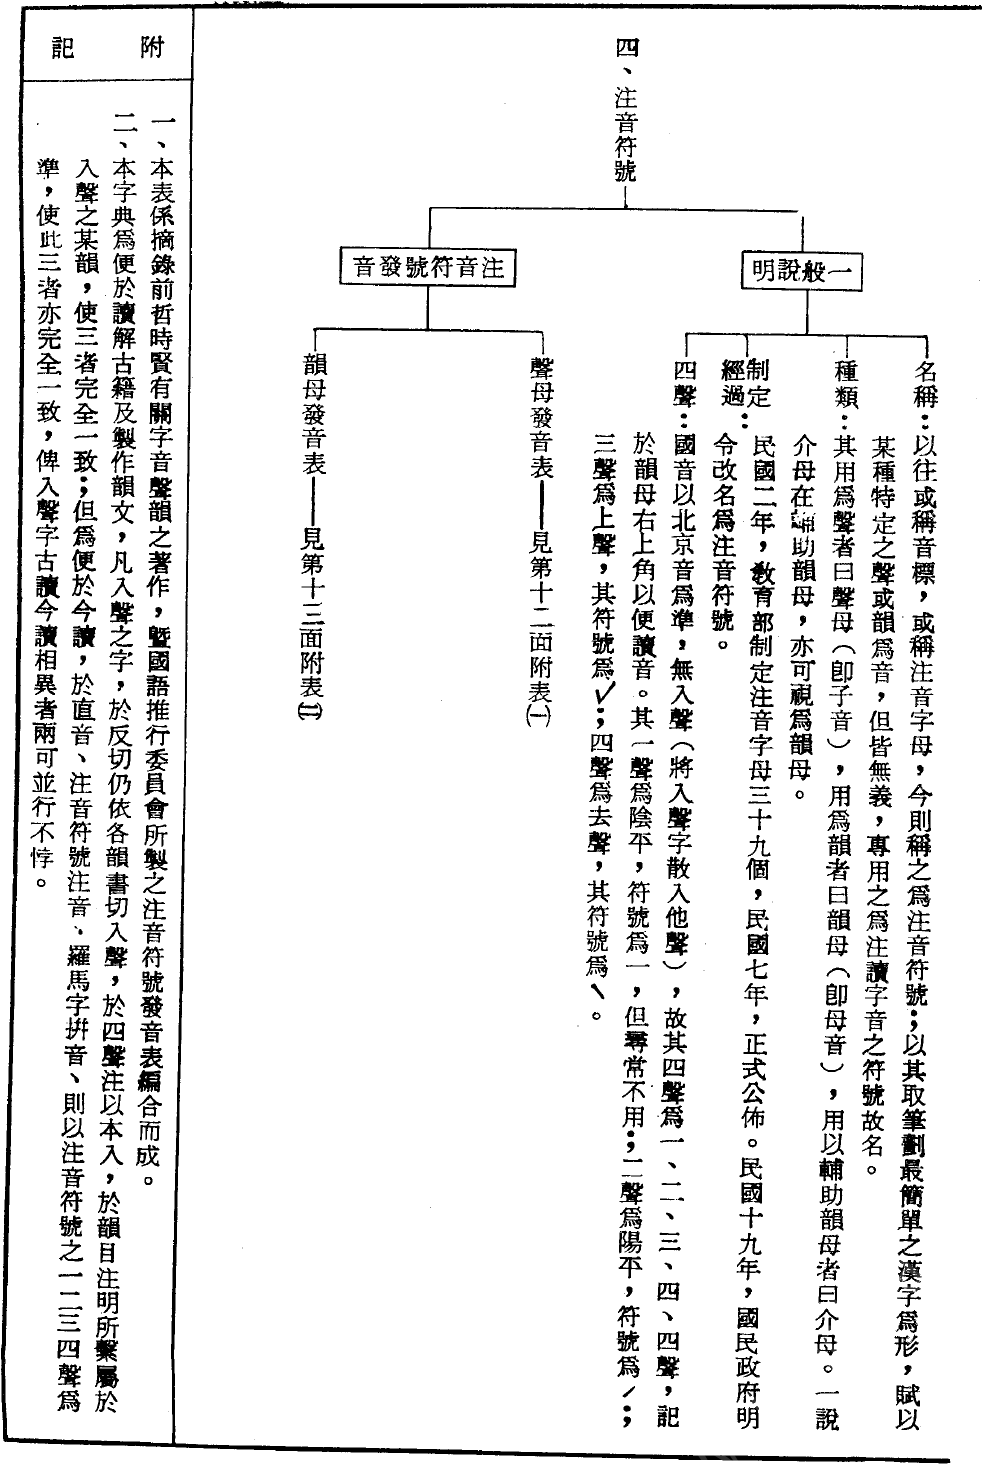 四、注音符號
一般說明
名稱：以往或稱音標，或稱注音字母，今則稱之爲注音符號；以其取筆劃最簡單之漢字爲形，賦以
某種特定之聲或韻爲音，但皆無義，專用之爲注讀字音之符號故名。
種類：其用爲聲者曰聲母（卽子音），用爲韻者曰韻母（卽母音），用以輔助韻母者曰介母。一說
介母在輔助韻母，亦可視爲韻母。
制定
經過：民國二年，敎育部制定注音字母三十九個，民國七年，正式公佈。民國十九年，國民政府明
令改名爲注音符號。
四聲：國音以北京音爲準，無入聲（將入聲字散入他聲），故其四聲爲一、二、三、四、四聲，記
於韻母右上角以便讀音。其一聲爲陰平，符號爲一，但尋常不用；二聲爲陽平，符號爲ˊ；
三聲爲上聲，其符號爲ˇ；四聲爲去聲，其符號爲ˋ。
注音符號發音
聲母發音表——見第十二面附表㈠
韻母發音表——見第十三面附表㈡
附記
一、本表係摘錄前哲時賢有關字音聲韻之著作，曁國語推行委員會所製之注音符號發音表編合而成。
二、本字典爲便於讀解古籍及製作韻文，凡入聲之字，於反切仍依各韻書切入聲，於四聲注以本入，於韻目注明所繫屬於
入聲之某韻，使三者完全一致；但爲便於今讀，於直音、注音符號注音、羅馬字拼音、則以注音符號之一二三四聲爲
準，使此三者亦完全一致，俾入聲字古讀今讀相異者兩可並行不悖。